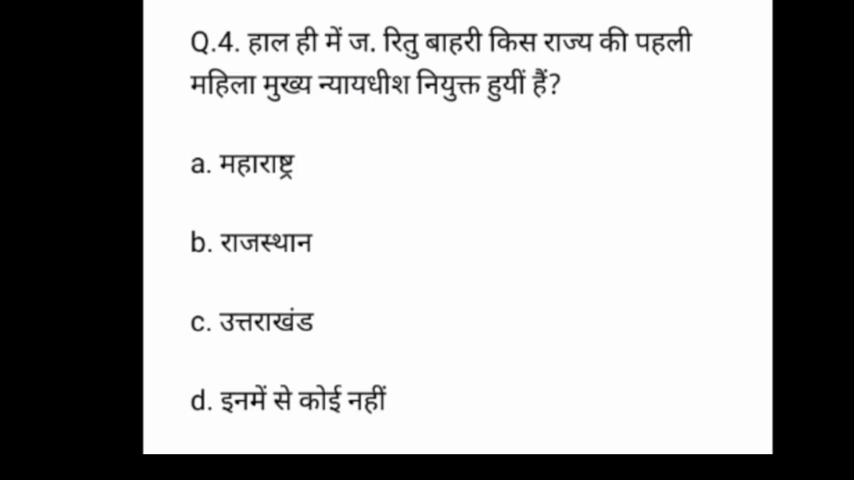 Q.4. हाल ही में ज. रितु बाहरी किस राज्य की पहली
महिला मुख्य न्यायधीश नियुक्त हुयीं हैं?
a. महाराष्ट्र
b. राजस्थान
c. उत्तराखंड
d. इनमें से कोई नहीं